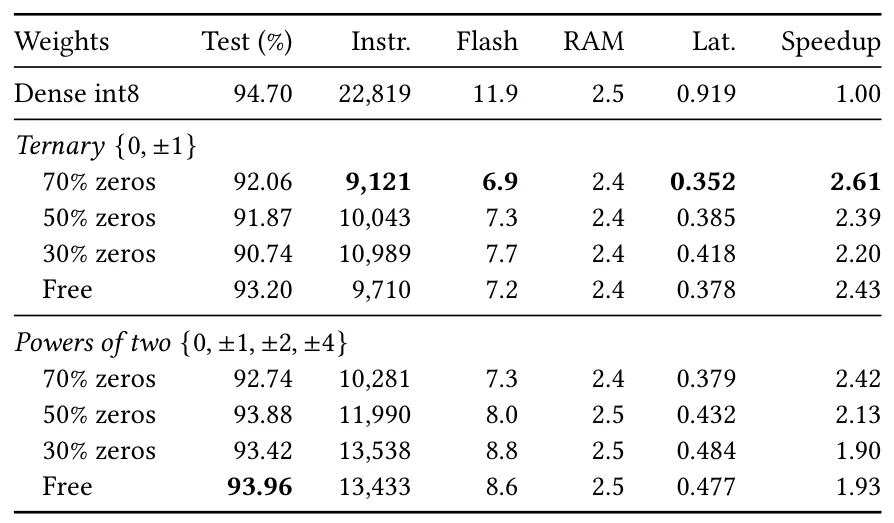 Weights Test (%) Instr. Flash RAM Lat. Speedup
Dense int8 94.70 22,819 11.9 2.5 0.919 1.00
Ternary {0, ±1}
70% zeros 92.06 9,121 6.9 2.4 0.352 2.61
50% zeros 91.87 10,043 7.3 2.4 0.385 2.39
30% zeros 90.74 10,989 7.7 2.4 0.418 2.20
Free 93.20 9,710 7.2 2.4 0.378 2.43
Powers of two {0, ±1, ±2, ±4}
70% zeros 92.74 10,281 7.3 2.4 0.379 2.42
50% zeros 93.88 11,990 8.0 2.5 0.432 2.13
30% zeros 93.42 13,538 8.8 2.5 0.484 1.90
Free 93.96 13,433 8.6 2.5 0.477 1.93